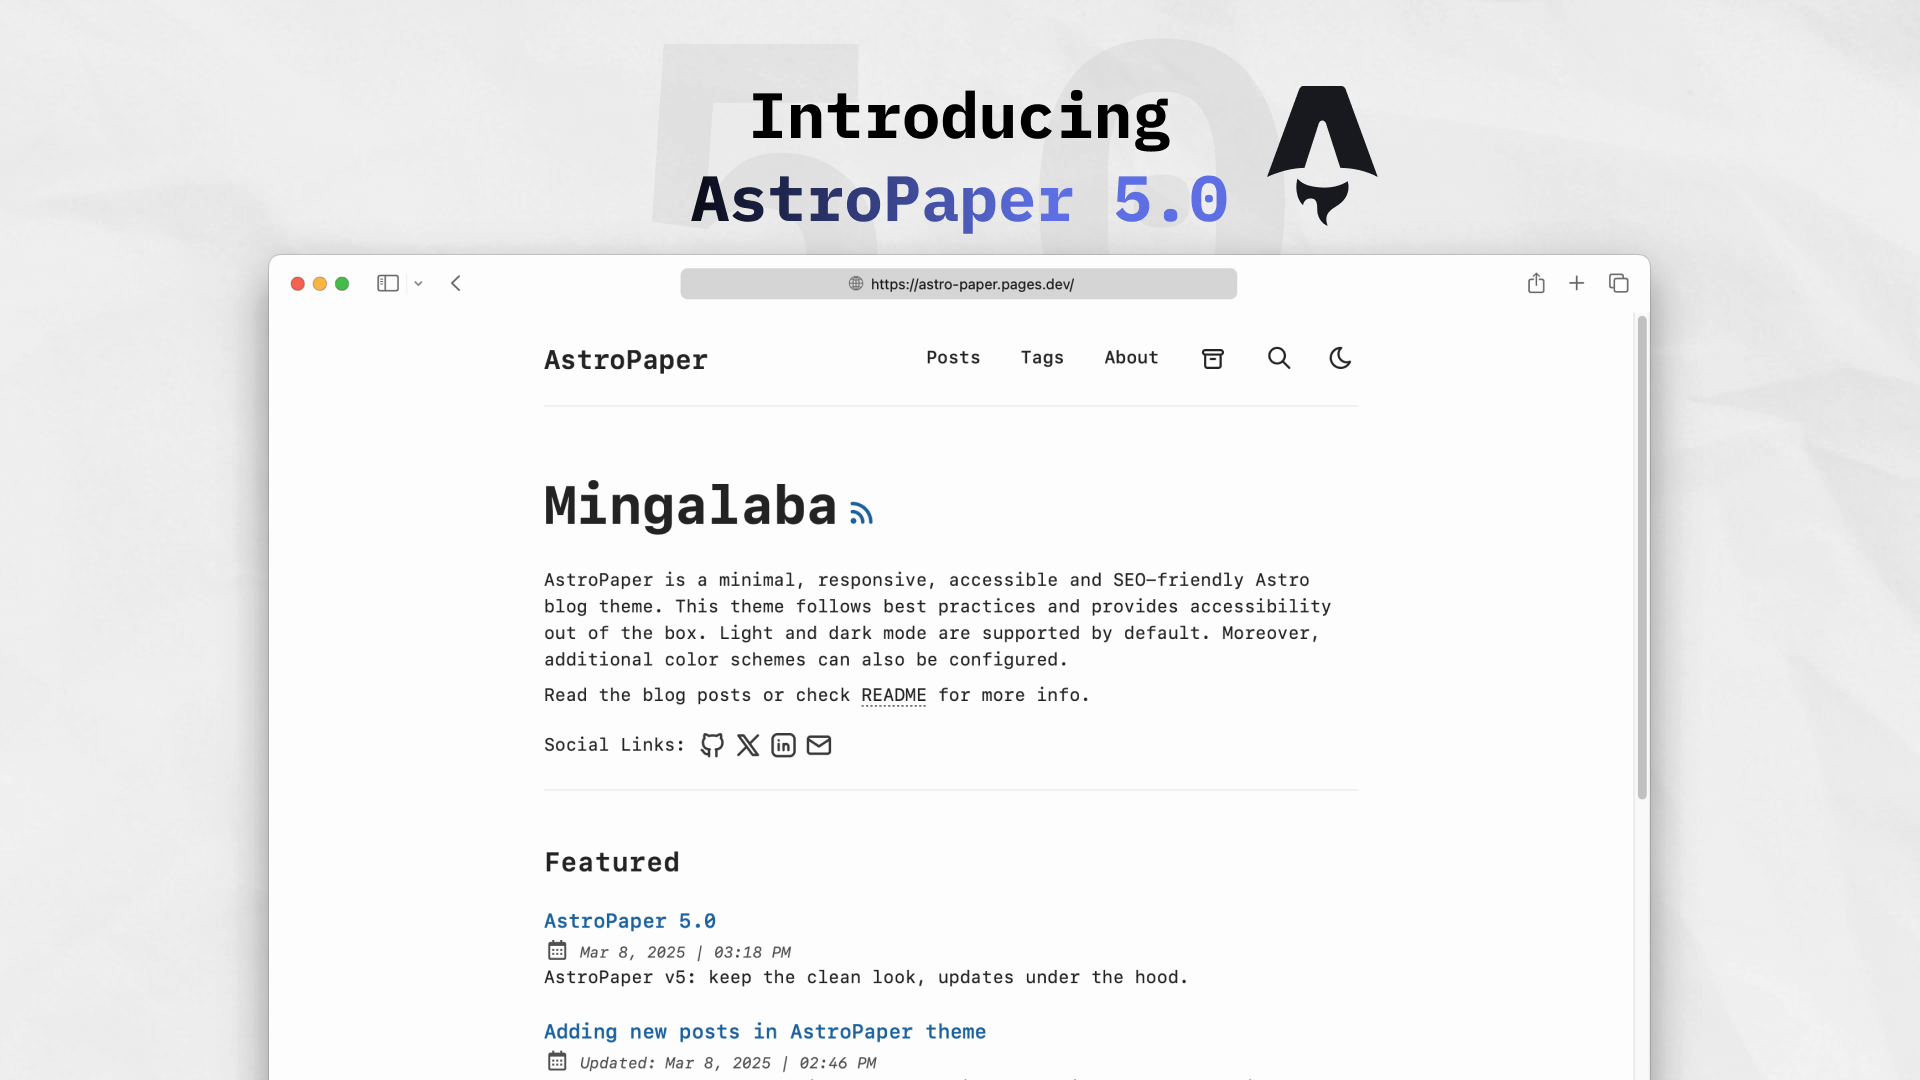 5.0
Introducing
AstroPaper 5.0
https://astro-paper.pages.dev/
AstroPaper
Posts
Tags
About
Mingalaba
AstroPaper is a minimal, responsive, accessible and SEO-friendly Astro
blog theme. This theme follows best practices and provides accessibility
out of the box. Light and dark mode are supported by default. Moreover,
additional color schemes can also be configured.
Read the blog posts or check README for more info.
Social Links:
Featured
AstroPaper 5.0
Mar 8, 2025 | 03:18 PM
AstroPaper v5: keep the clean look, updates under the hood.
Adding new posts in AstroPaper theme
Updated: Mar 8, 2025 | 02:46 PM